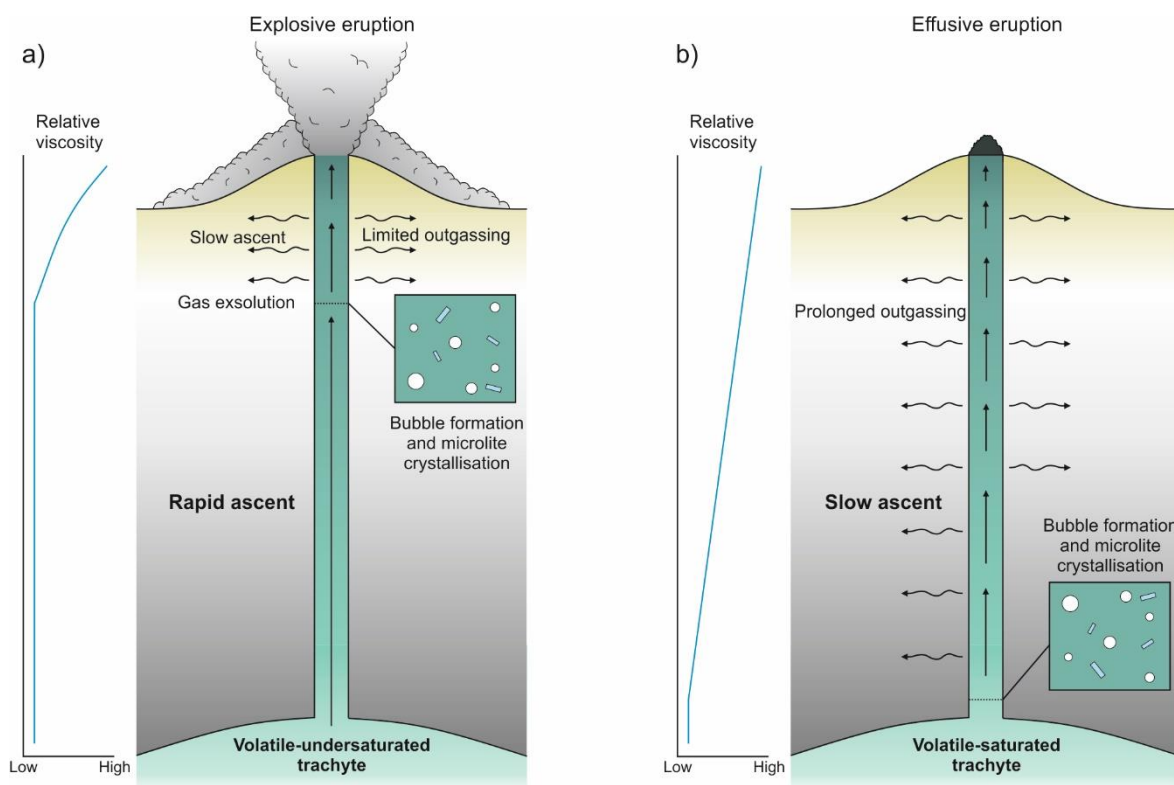 Explosive eruption
a)
Relative
viscosity
Slow ascent
Limited outgassing
Gas exsolution
Bubble formation
and microlite
crystallisation
Rapid ascent
Volatile-undersaturated
trachyte
Low
High
Effusive eruption
b)
Relative
viscosity
Prolonged outgassing
Slow ascent
Bubble formation
and microlite
crystallisation
Volatile-saturated
trachyte
Low
High